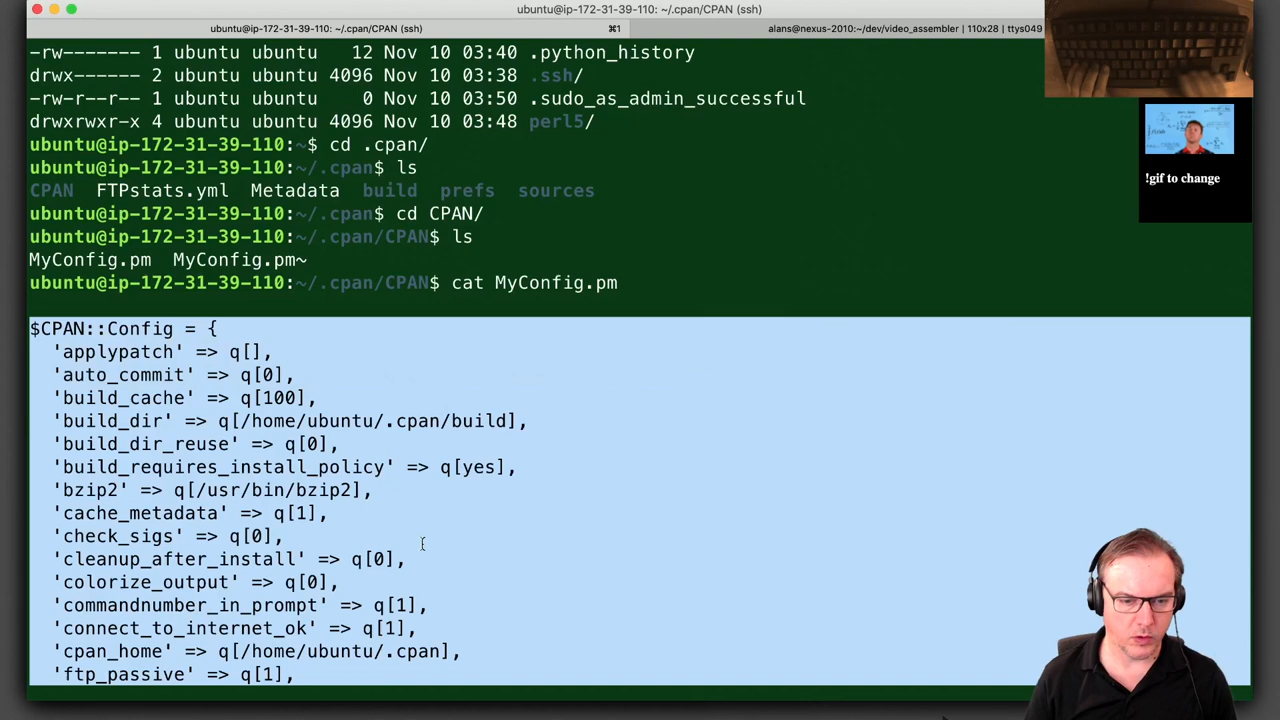 ubuntu@ip-172-31-39-110: ~/.cpan/CPAN (ssh)
ubuntu@ip-172-31-39-110: ~/.cpan/CPAN (ssh) ⌘1 alans@nexus-2010:~/dev/video_assembler | 110x28 | ttys049
-rw------- 1 ubuntu ubuntu   12 Nov 10 03:40 .python_history
drwx------ 2 ubuntu ubuntu 4096 Nov 10 03:38 .ssh/
-rw-r--r-- 1 ubuntu ubuntu    0 Nov 10 03:50 .sudo_as_admin_successful
drwxrwxr-x 4 ubuntu ubuntu 4096 Nov 10 03:48 perl5/
ubuntu@ip-172-31-39-110:~$ cd .cpan/
ubuntu@ip-172-31-39-110:~/.cpan$ ls
CPAN  FTPstats.yml  Metadata  build  prefs  sources
ubuntu@ip-172-31-39-110:~/.cpan$ cd CPAN/
ubuntu@ip-172-31-39-110:~/.cpan/CPAN$ ls
MyConfig.pm  MyConfig.pm~
ubuntu@ip-172-31-39-110:~/.cpan/CPAN$ cat MyConfig.pm
$CPAN::Config = {
  'applypatch' => q[],
  'auto_commit' => q[0],
  'build_cache' => q[100],
  'build_dir' => q[/home/ubuntu/.cpan/build],
  'build_dir_reuse' => q[0],
  'build_requires_install_policy' => q[yes],
  'bzip2' => q[/usr/bin/bzip2],
  'cache_metadata' => q[1],
  'check_sigs' => q[0],
  'cleanup_after_install' => q[0],
  'colorize_output' => q[0],
  'commandnumber_in_prompt' => q[1],
  'connect_to_internet_ok' => q[1],
  'cpan_home' => q[/home/ubuntu/.cpan],
  'ftp_passive' => q[1],
!gif to change